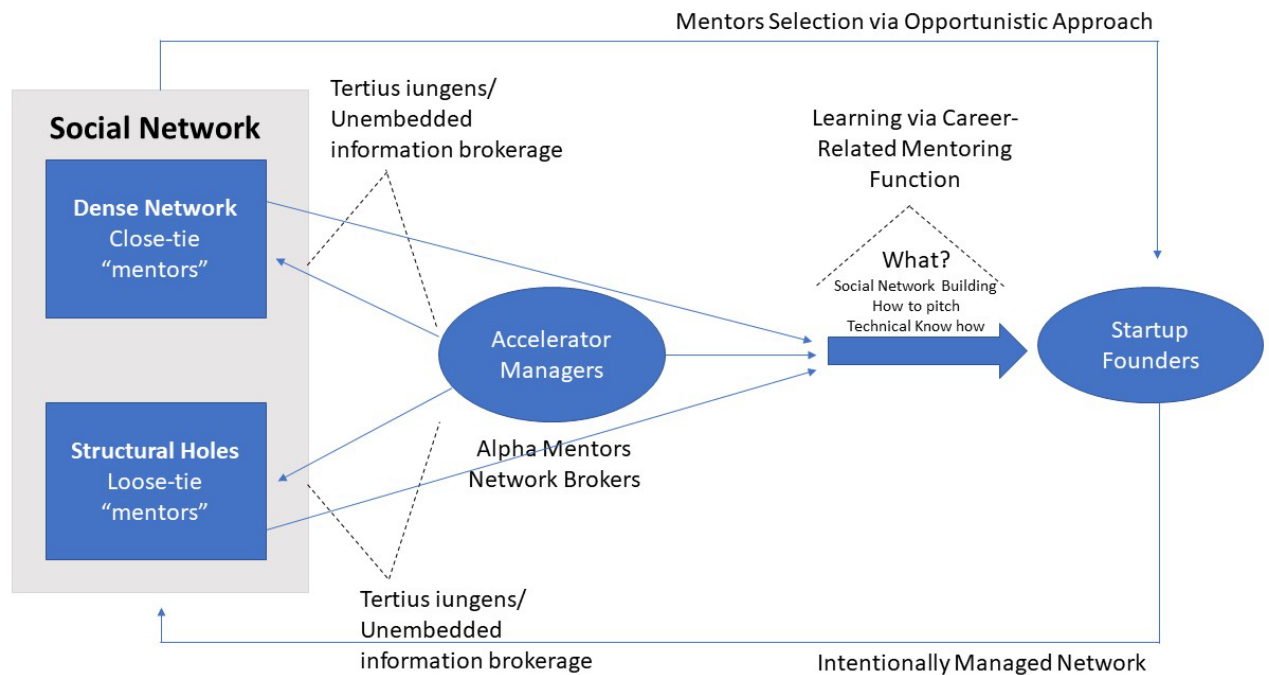 Mentors Selection via Opportunistic Approach
Tertius iungens/
Unembedded
information brokerage
Social Network
Dense Network
Close-tie
“mentors”
Structural Holes
Loose-tie
“mentors”
Accelerator
Managers
Alpha Mentors
Network Brokers
Tertius iungens/
Unembedded
information brokerage
Learning via Career-
Related Mentoring
Function
What?
Social Network Building
How to pitch
Technical Know how
Startup
Founders
Intentionally Managed Network